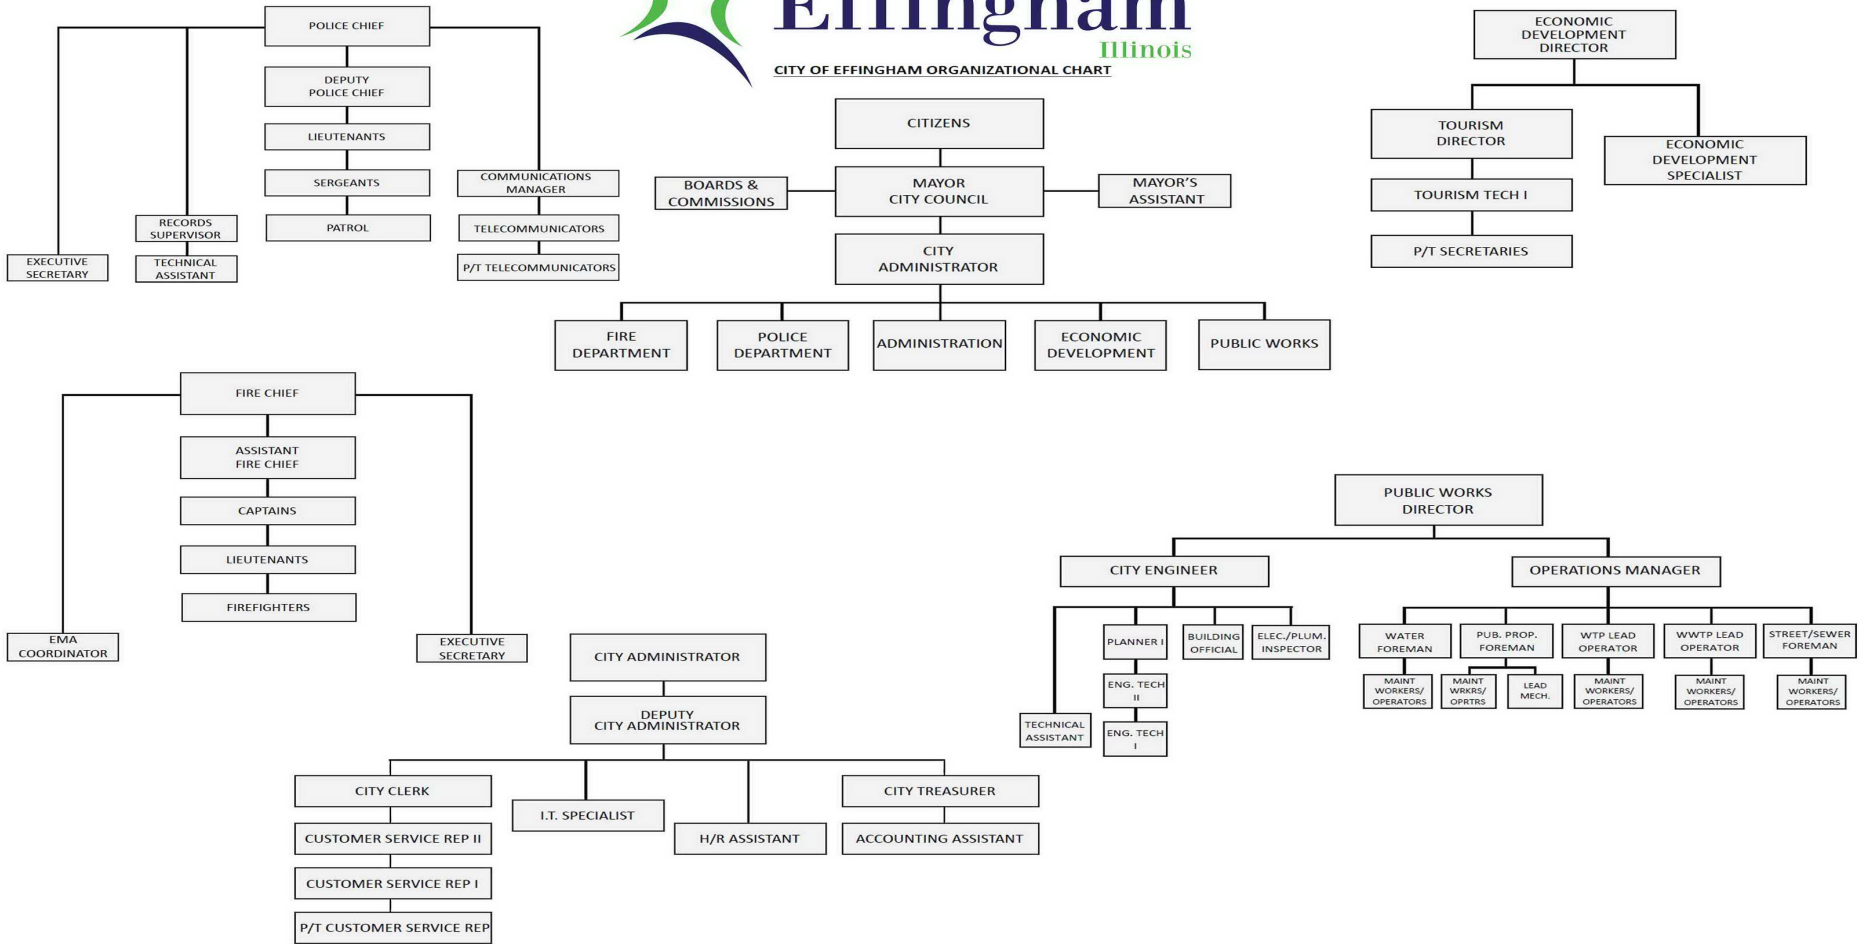 Effingham
Illinois
CITY OF EFFINGHAM ORGANIZATIONAL CHART
POLICE CHIEF
DEPUTY
POLICE CHIEF
LIEUTENANTS
SERGEANTS
PATROL
RECORDS
SUPERVISOR
EXECUTIVE
SECRETARY
TECHNICAL
ASSISTANT
COMMUNICATIONS
MANAGER
TELECOMMUNICATORS
P/T TELECOMMUNICATORS
CITIZENS
BOARDS &
COMMISSIONS
MAYOR
CITY COUNCIL
MAYOR'S
ASSISTANT
CITY
ADMINISTRATOR
FIRE
DEPARTMENT
POLICE
DEPARTMENT
ADMINISTRATION
ECONOMIC
DEVELOPMENT
PUBLIC WORKS
ECONOMIC
DEVELOPMENT
DIRECTOR
TOURISM
DIRECTOR
ECONOMIC
DEVELOPMENT
SPECIALIST
TOURISM TECH I
P/T SECRETARIES
FIRE CHIEF
ASSISTANT
FIRE CHIEF
CAPTAINS
LIEUTENANTS
FIREFIGHTERS
EMA
COORDINATOR
EXECUTIVE
SECRETARY
CITY ADMINISTRATOR
DEPUTY
CITY ADMINISTRATOR
CITY CLERK
I.T. SPECIALIST
H/R ASSISTANT
CITY TREASURER
CUSTOMER SERVICE REP II
ACCOUNTING ASSISTANT
CUSTOMER SERVICE REP I
P/T CUSTOMER SERVICE REP
PUBLIC WORKS
DIRECTOR
CITY ENGINEER
OPERATIONS MANAGER
PLANNER I
BUILDING
OFFICIAL
ELEC./PLUM.
INSPECTOR
ENG. TECH
II
TECHNICAL
ASSISTANT
ENG. TECH
I
WATER
FOREMAN
PUB. PROP.
FOREMAN
WTP LEAD
OPERATOR
WWTP LEAD
OPERATOR
STREET/SEWER
FOREMAN
MAINT
WORKERS/
OPERATORS
MAINT
WRKRS/
OPRTRS
LEAD
MECH.
MAINT
WORKERS/
OPERATORS
MAINT
WORKERS/
OPERATORS
MAINT
WORKERS/
OPERATORS